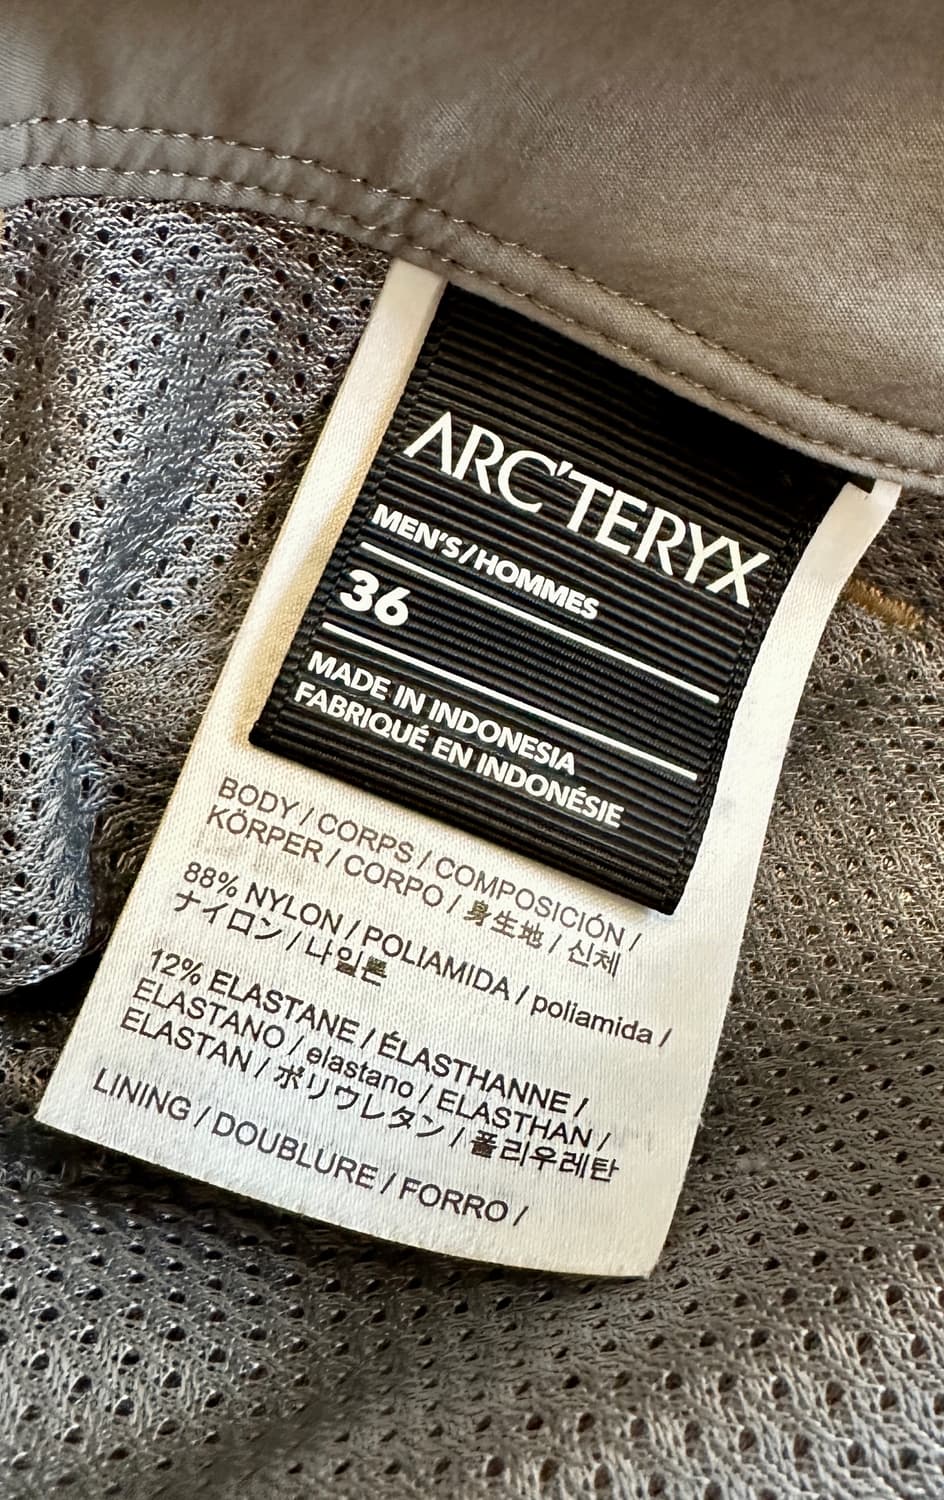 ARC'TERYX
MEN'S/HOMMES
36
MADE IN INDONESIA
FABRIQUÉ EN INDONÉSIE
BODY / CORPS / COMPOSICIÓN /
KÖRPER / CORPO / 身生地 / 신체
88% NYLON / POLIAMIDA / poliamida /
ナイロン / 나일론
12% ELASTANE / ÉLASTHANNE /
ELASTANO / elastano / ELASTHAN /
ELASTAN / ポリウレタン / 폴리우레탄
LINING / DOUBLURE / FORRO /